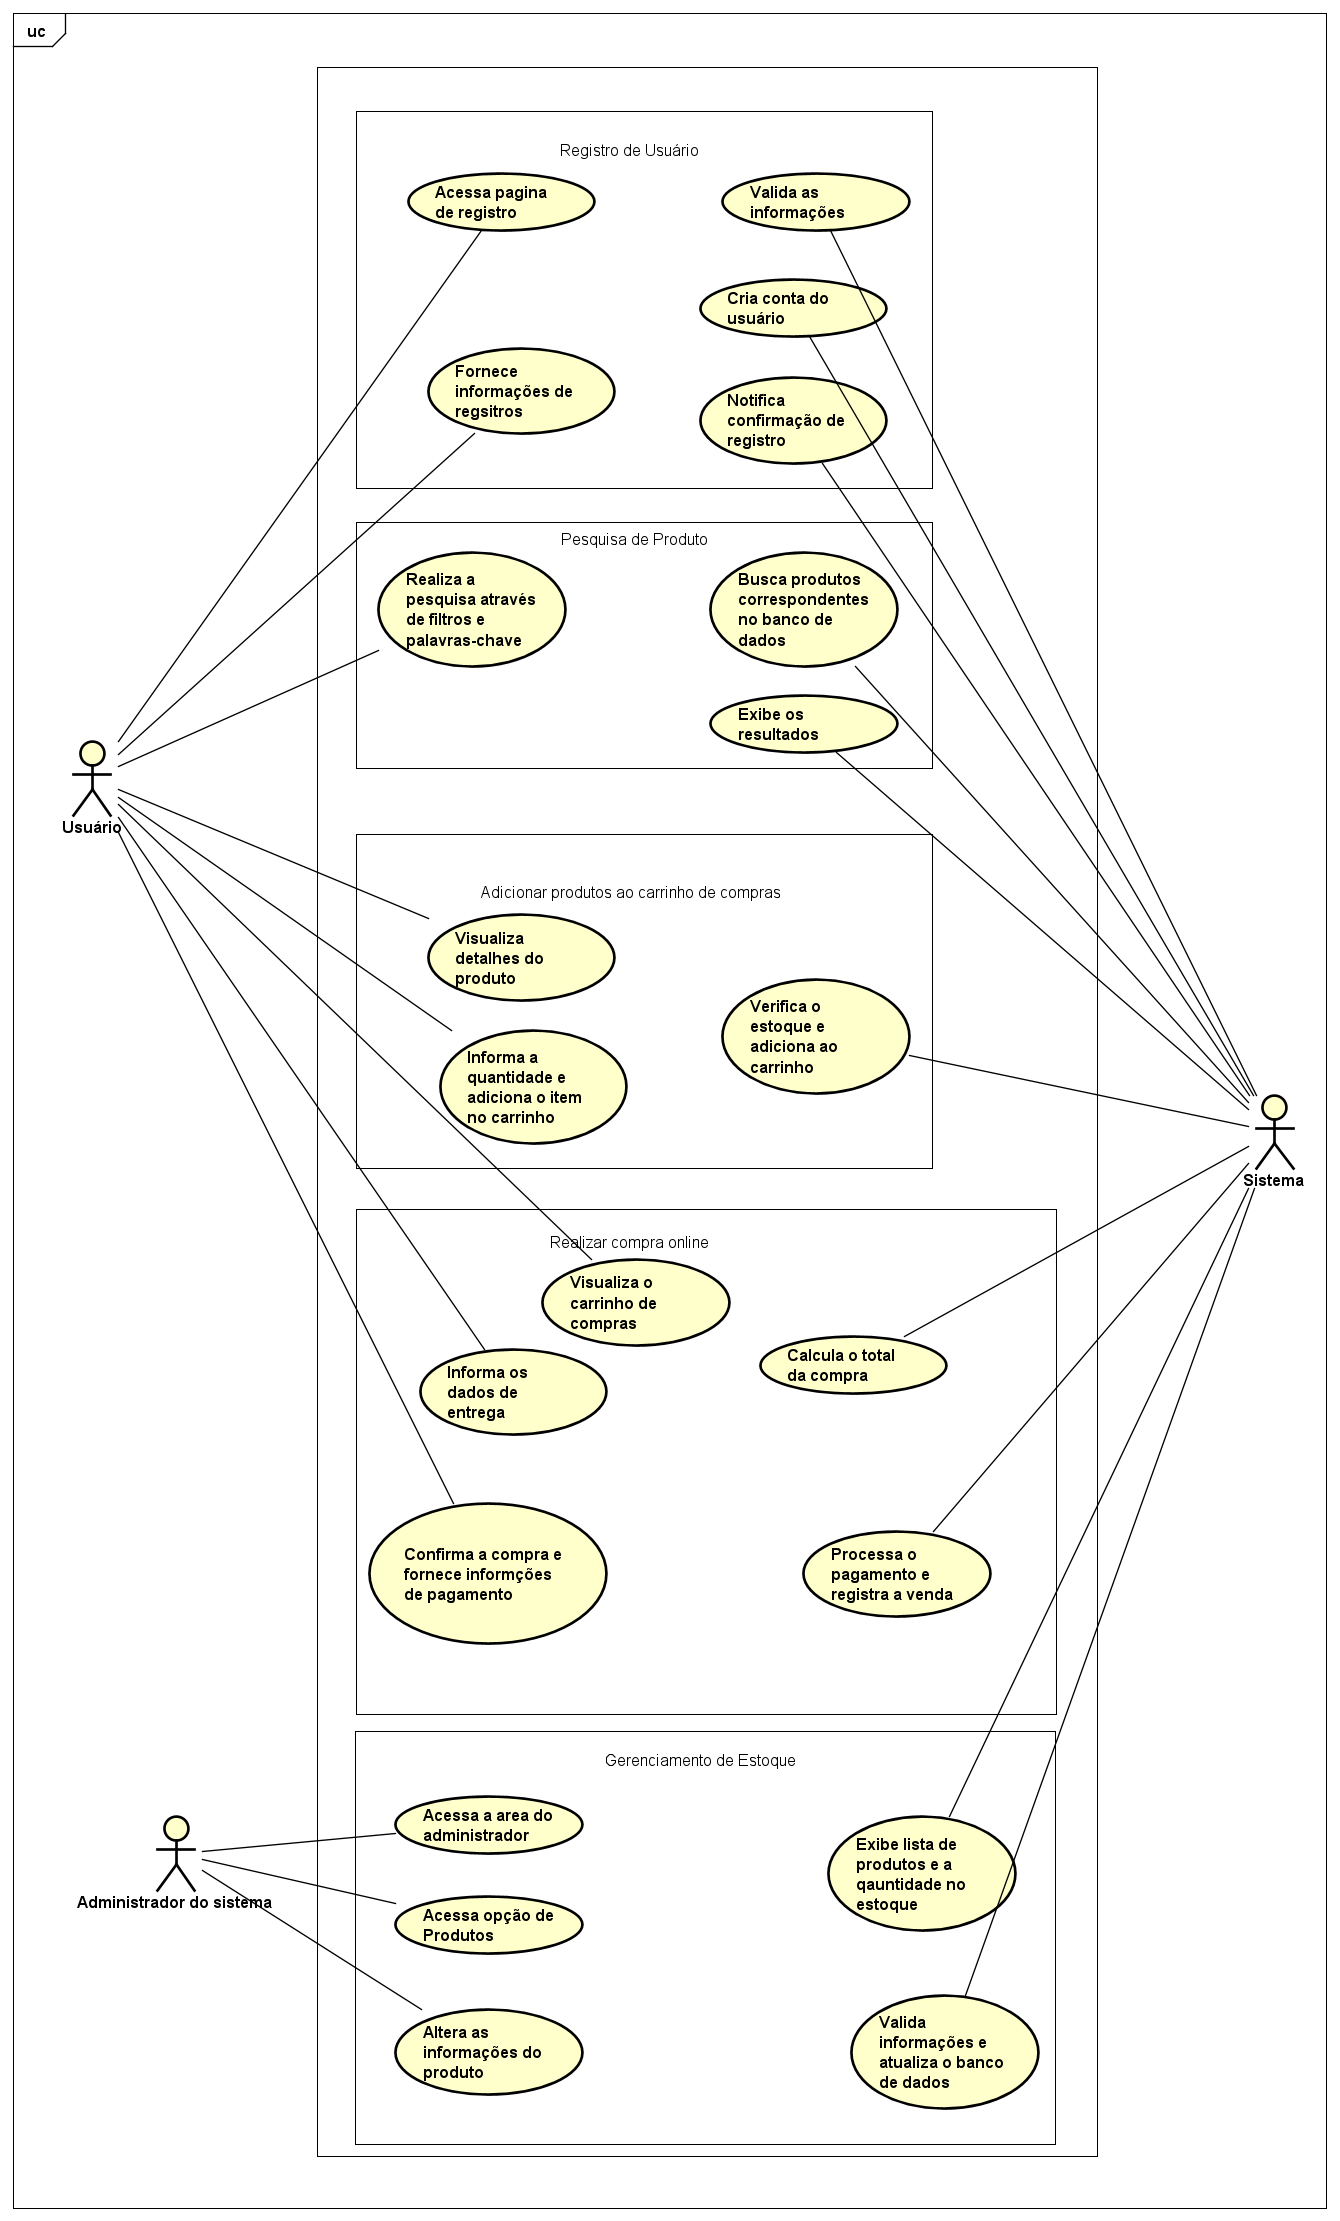 uc
Registro de Usuário
Acessa pagina
de registro
Valida as
informações
Cria conta do
usuário
Fornece
informações de
regsitros
Notifica
confirmação de
registro
Pesquisa de Produto
Realiza a
pesquisa através
de filtros e
palavras-chave
Busca produtos
correspondentes
no banco de
dados
Exibe os
resultados
Usuário
Adicionar produtos ao carrinho de compras
Visualiza
detalhes do
produto
Verifica o
estoque e
adiciona ao
carrinho
Informa a
quantidade e
adiciona o item
no carrinho
Sistema
Realizar compra online
Visualiza o
carrinho de
compras
Calcula o total
da compra
Informa os
dados de
entrega
Confirma a compra e
fornece informções
de pagamento
Processa o
pagamento e
registra a venda
Gerenciamento de Estoque
Acessa a area do
administrador
Exibe lista de
produtos e a
qauntidade no
estoque
Administrador do sistema
Acessa opção de
Produtos
Altera as
informações do
produto
Valida
informações e
atualiza o banco
de dados